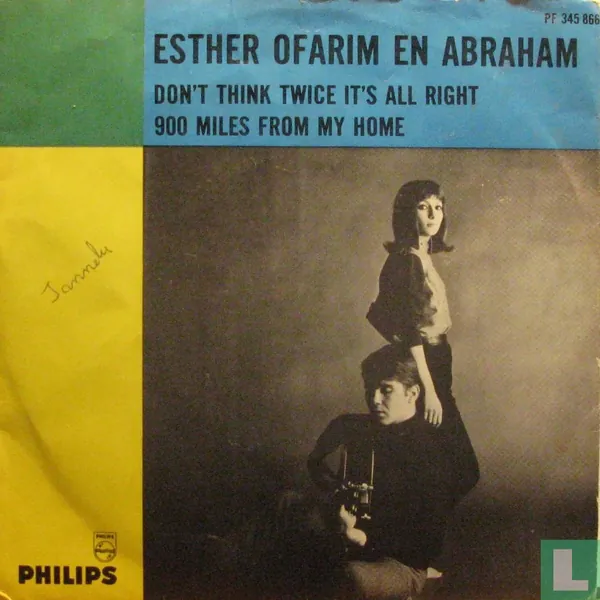 PF 345 866
ESTHER OFARIM EN ABRAHAM
DON'T THINK TWICE IT'S ALL RIGHT
900 MILES FROM MY HOME
Janneke
PHILIPS
PHILIPS
L